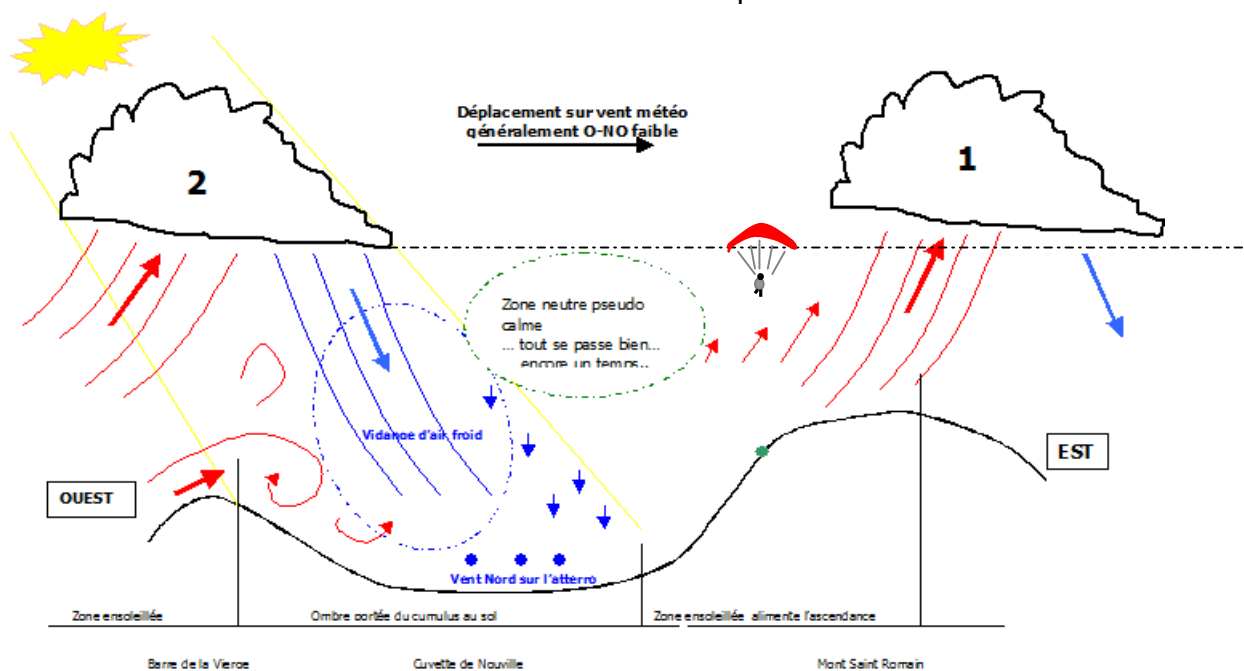 Déplacement sur vent météo
généralement O-NO faible
2
1
Zone neutre pseudo
calme
... tout se passe bien...
encore un temps..
Vidange d'air froid
EST
OUEST
Vent Nord sur l'atterro
Zone ensoleillée
Ombre portée du cumulus au sol
Zone ensoleillée alimente l'ascendance
Barre de la Vierge
Cuvette de Nouville
Mont Saint Romain